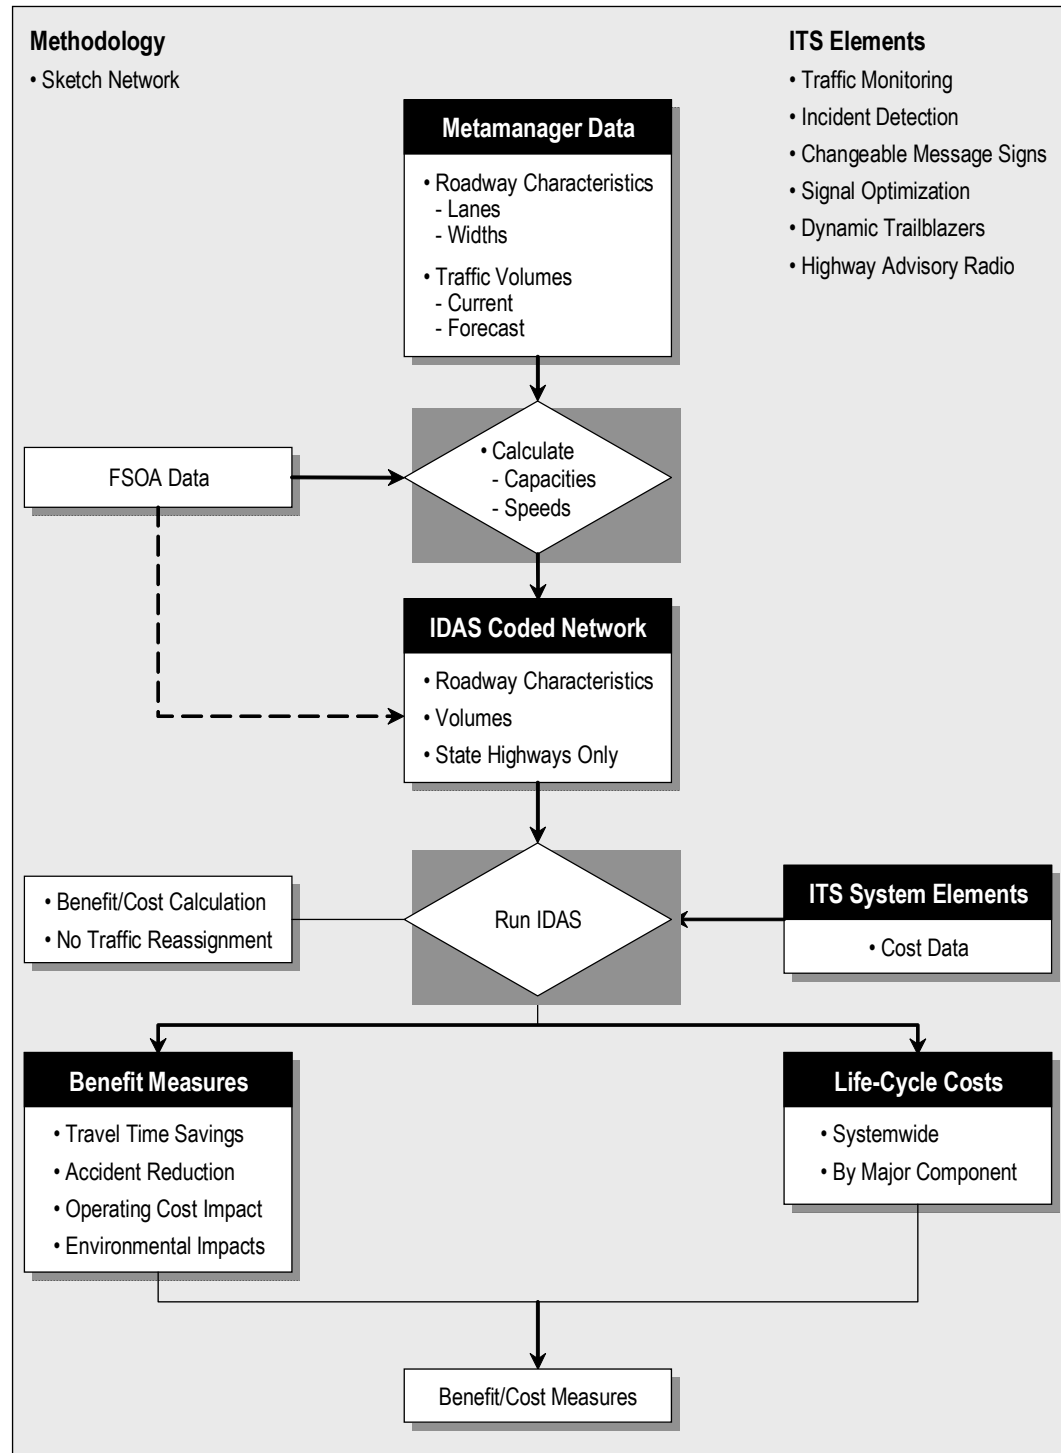 Methodology
• Sketch Network
ITS Elements
• Traffic Monitoring
• Incident Detection
• Changeable Message Signs
• Signal Optimization
• Dynamic Trailblazers
• Highway Advisory Radio
Metamanager Data
• Roadway Characteristics
- Lanes
- Widths
• Traffic Volumes
- Current
- Forecast
FSOA Data
• Calculate
- Capacities
- Speeds
IDAS Coded Network
• Roadway Characteristics
• Volumes
• State Highways Only
• Benefit/Cost Calculation
• No Traffic Reassignment
Run IDAS
ITS System Elements
• Cost Data
Benefit Measures
• Travel Time Savings
• Accident Reduction
• Operating Cost Impact
• Environmental Impacts
Life-Cycle Costs
• Systemwide
• By Major Component
Benefit/Cost Measures